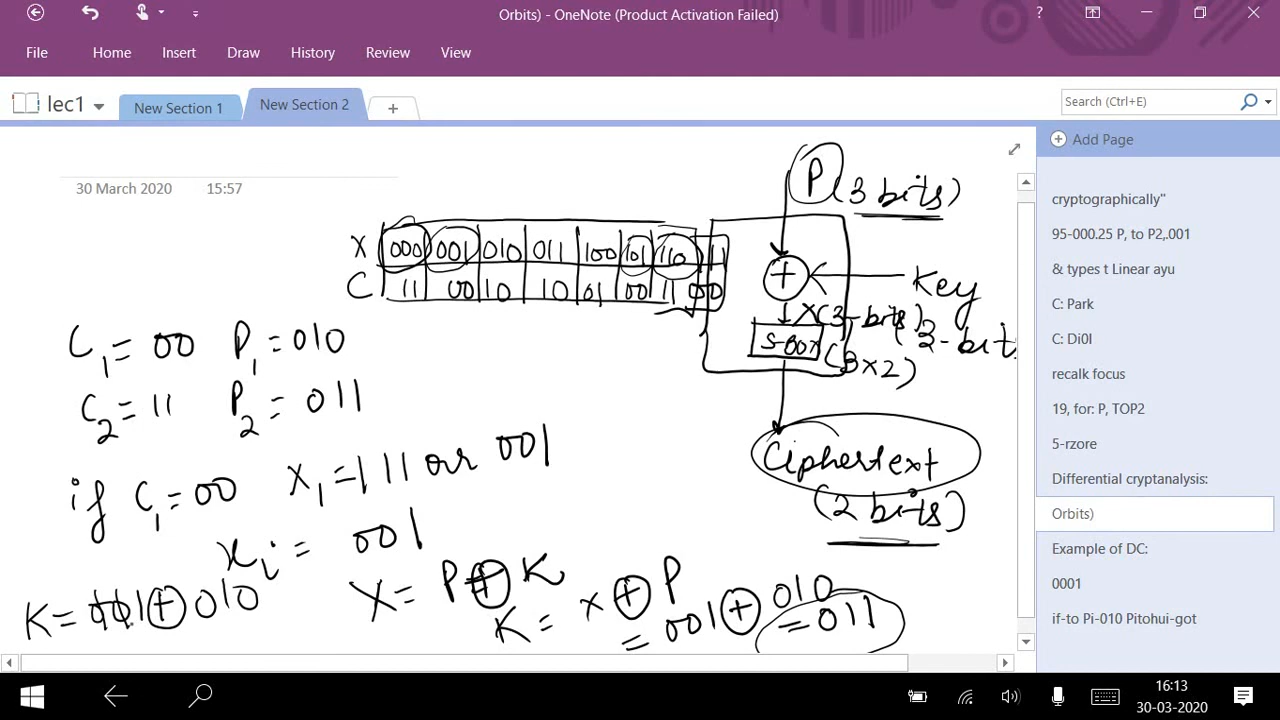 Orbits) - OneNote (Product Activation Failed)
?
File Home Insert Draw History Review View
lec1 New Section 1 New Section 2 +
Search (Ctrl+E)
30 March 2020 15:57
P (3 bits)
X 000 001 010 011 100 101 110 11
C 11 00 10 10 01 00 11 00
+ Key
X(3-bits) (3-bit
S-Box (3x2)
Ciphertext
(2 bits)
C1 = 00 P1 = 010
C2 = 11 P2 = 011
if C1 = 00 X1 = 111 or 001
xi = 001
X = P ⊕ K
K = 001 ⊕ 010
K = x ⊕ P
= 001 ⊕ 010
= 011
Add Page
cryptographically"
95-000.25 P, to P2,.001
& types t Linear ayu
C: Park
C: Di0l
recalk focus
19, for: P, TOP2
5-rzore
Differential cryptanalysis:
Orbits)
Example of DC:
0001
if-to Pi-010 Pitohui-got
16:13
30-03-2020